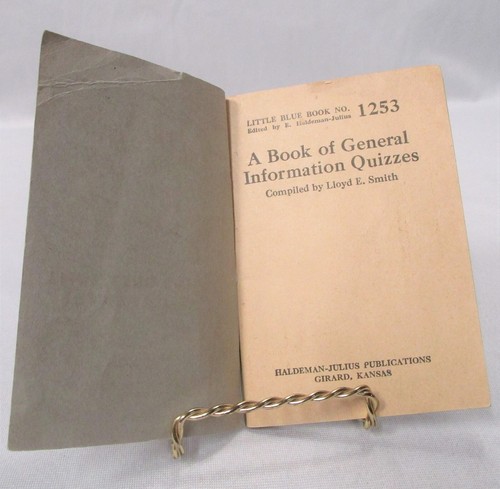 LITTLE BLUE BOOK NO. 1253
Edited by E. Haldeman-Julius
A Book of General
Information Quizzes
Compiled by Lloyd E. Smith
HALDEMAN-JULIUS PUBLICATIONS
GIRARD, KANSAS